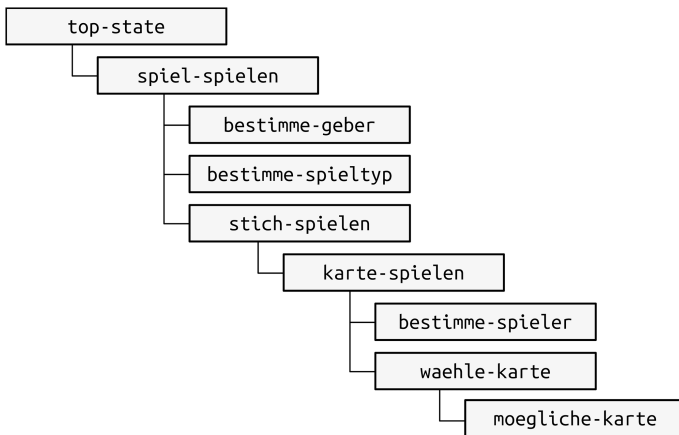 top-state
spiel-spielen
bestimme-geber
bestimme-spieltyp
stich-spielen
karte-spielen
bestimme-spieler
waehle-karte
moegliche-karte